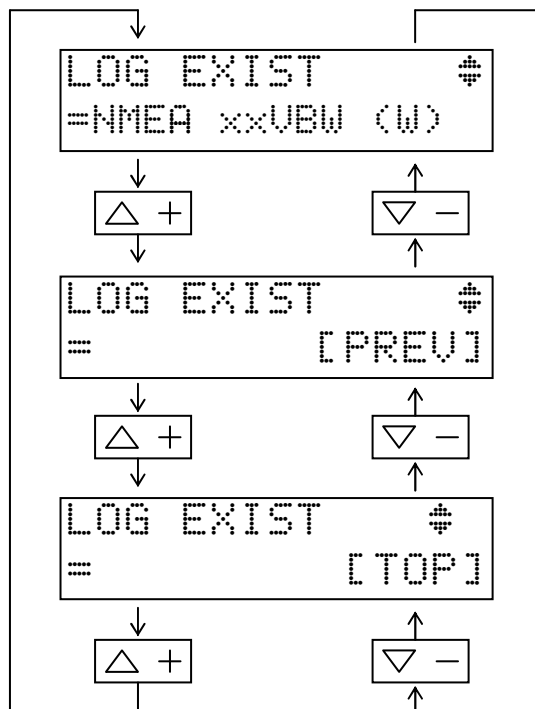 LOG EXIST
=NMEA xxVBW (W)
△ + ▽ −
LOG EXIST
= [PREV]
△ + ▽ −
LOG EXIST
= [TOP]
△ + ▽ −